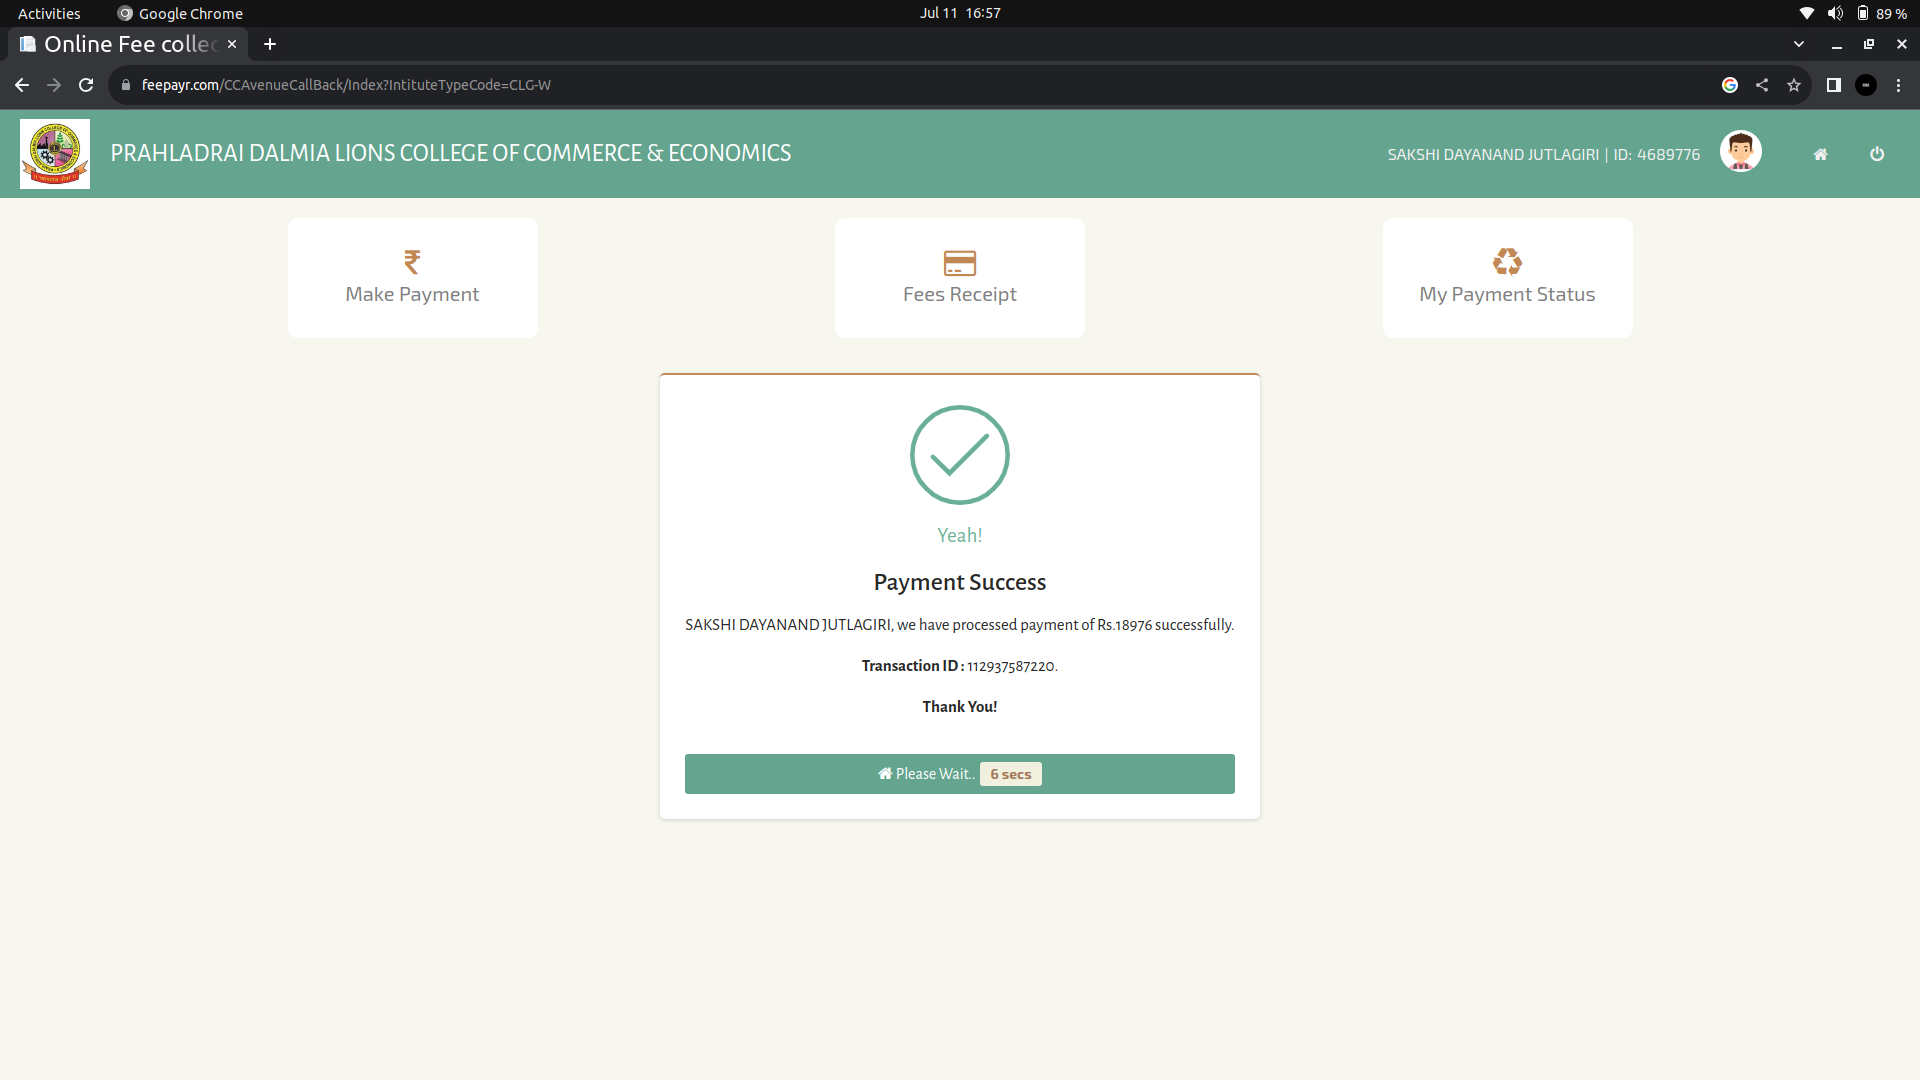 Activities
Google Chrome
Jul 11 16:57
89 %
Online Fee collec
feepayr.com/CCAvenueCallBack/Index?IntituteTypeCode=CLG-W
PRAHLADRAI DALMIA LIONS COLLEGE OF COMMERCE & ECONOMICS
SAKSHI DAYANAND JUTLAGIRI | ID: 4689776
Make Payment
Fees Receipt
My Payment Status
Yeah!
Payment Success
SAKSHI DAYANAND JUTLAGIRI, we have processed payment of Rs.18976 successfully.
Transaction ID : 112937587220.
Thank You!
Please Wait.. 6 secs